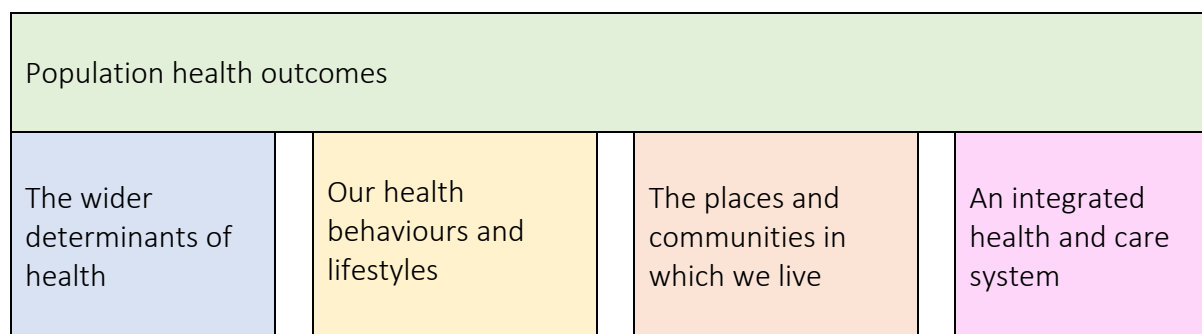 Population health outcomes
The wider
determinants of
health
Our health
behaviours and
lifestyles
The places and
communities in
which we live
An integrated
health and care
system